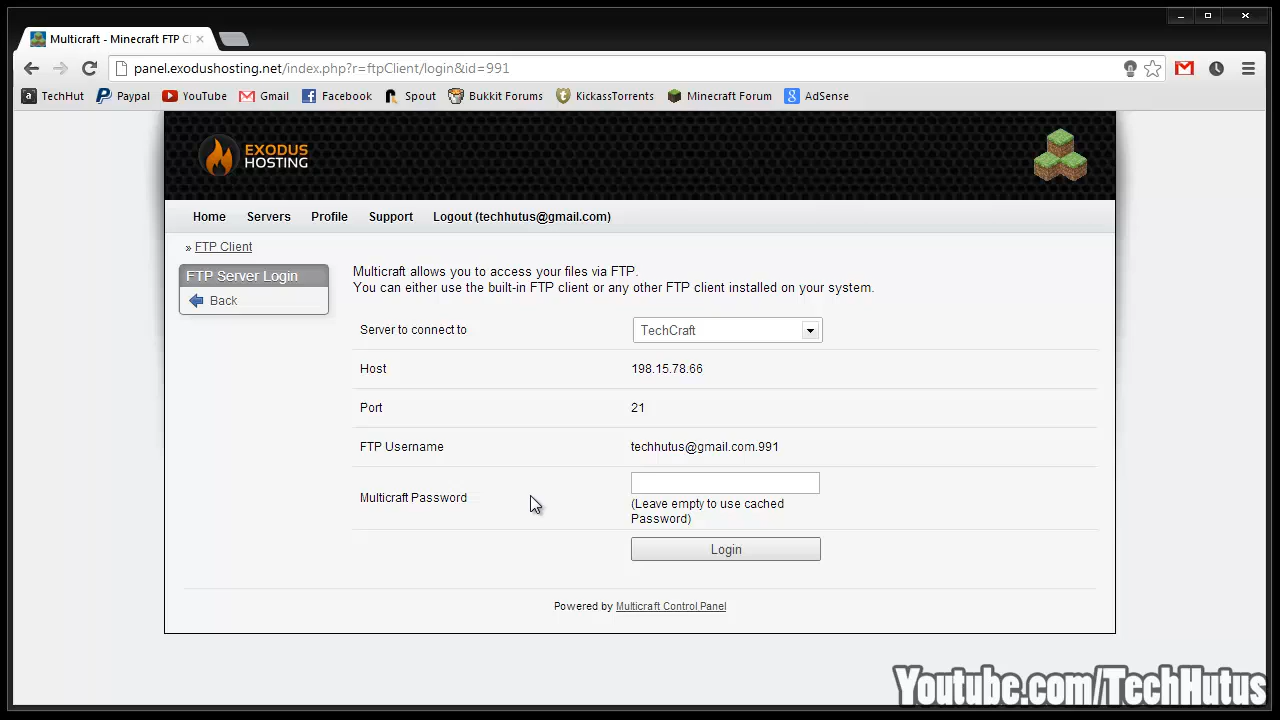 Multicraft - Minecraft FTP Cl
panel.exodushosting.net/index.php?r=ftpClient/login&id=991
TechHut Paypal YouTube Gmail Facebook Spout Bukkit Forums KickassTorrents Minecraft Forum AdSense
EXODUS
HOSTING
Home Servers Profile Support Logout (techhutus@gmail.com)
» FTP Client
FTP Server Login
Back
Multicraft allows you to access your files via FTP.
You can either use the built-in FTP client or any other FTP client installed on your system.
Server to connect to TechCraft
Host 198.15.78.66
Port 21
FTP Username techhutus@gmail.com.991
Multicraft Password
(Leave empty to use cached
Password)
Login
Powered by Multicraft Control Panel
Youtube.com/TechHutus